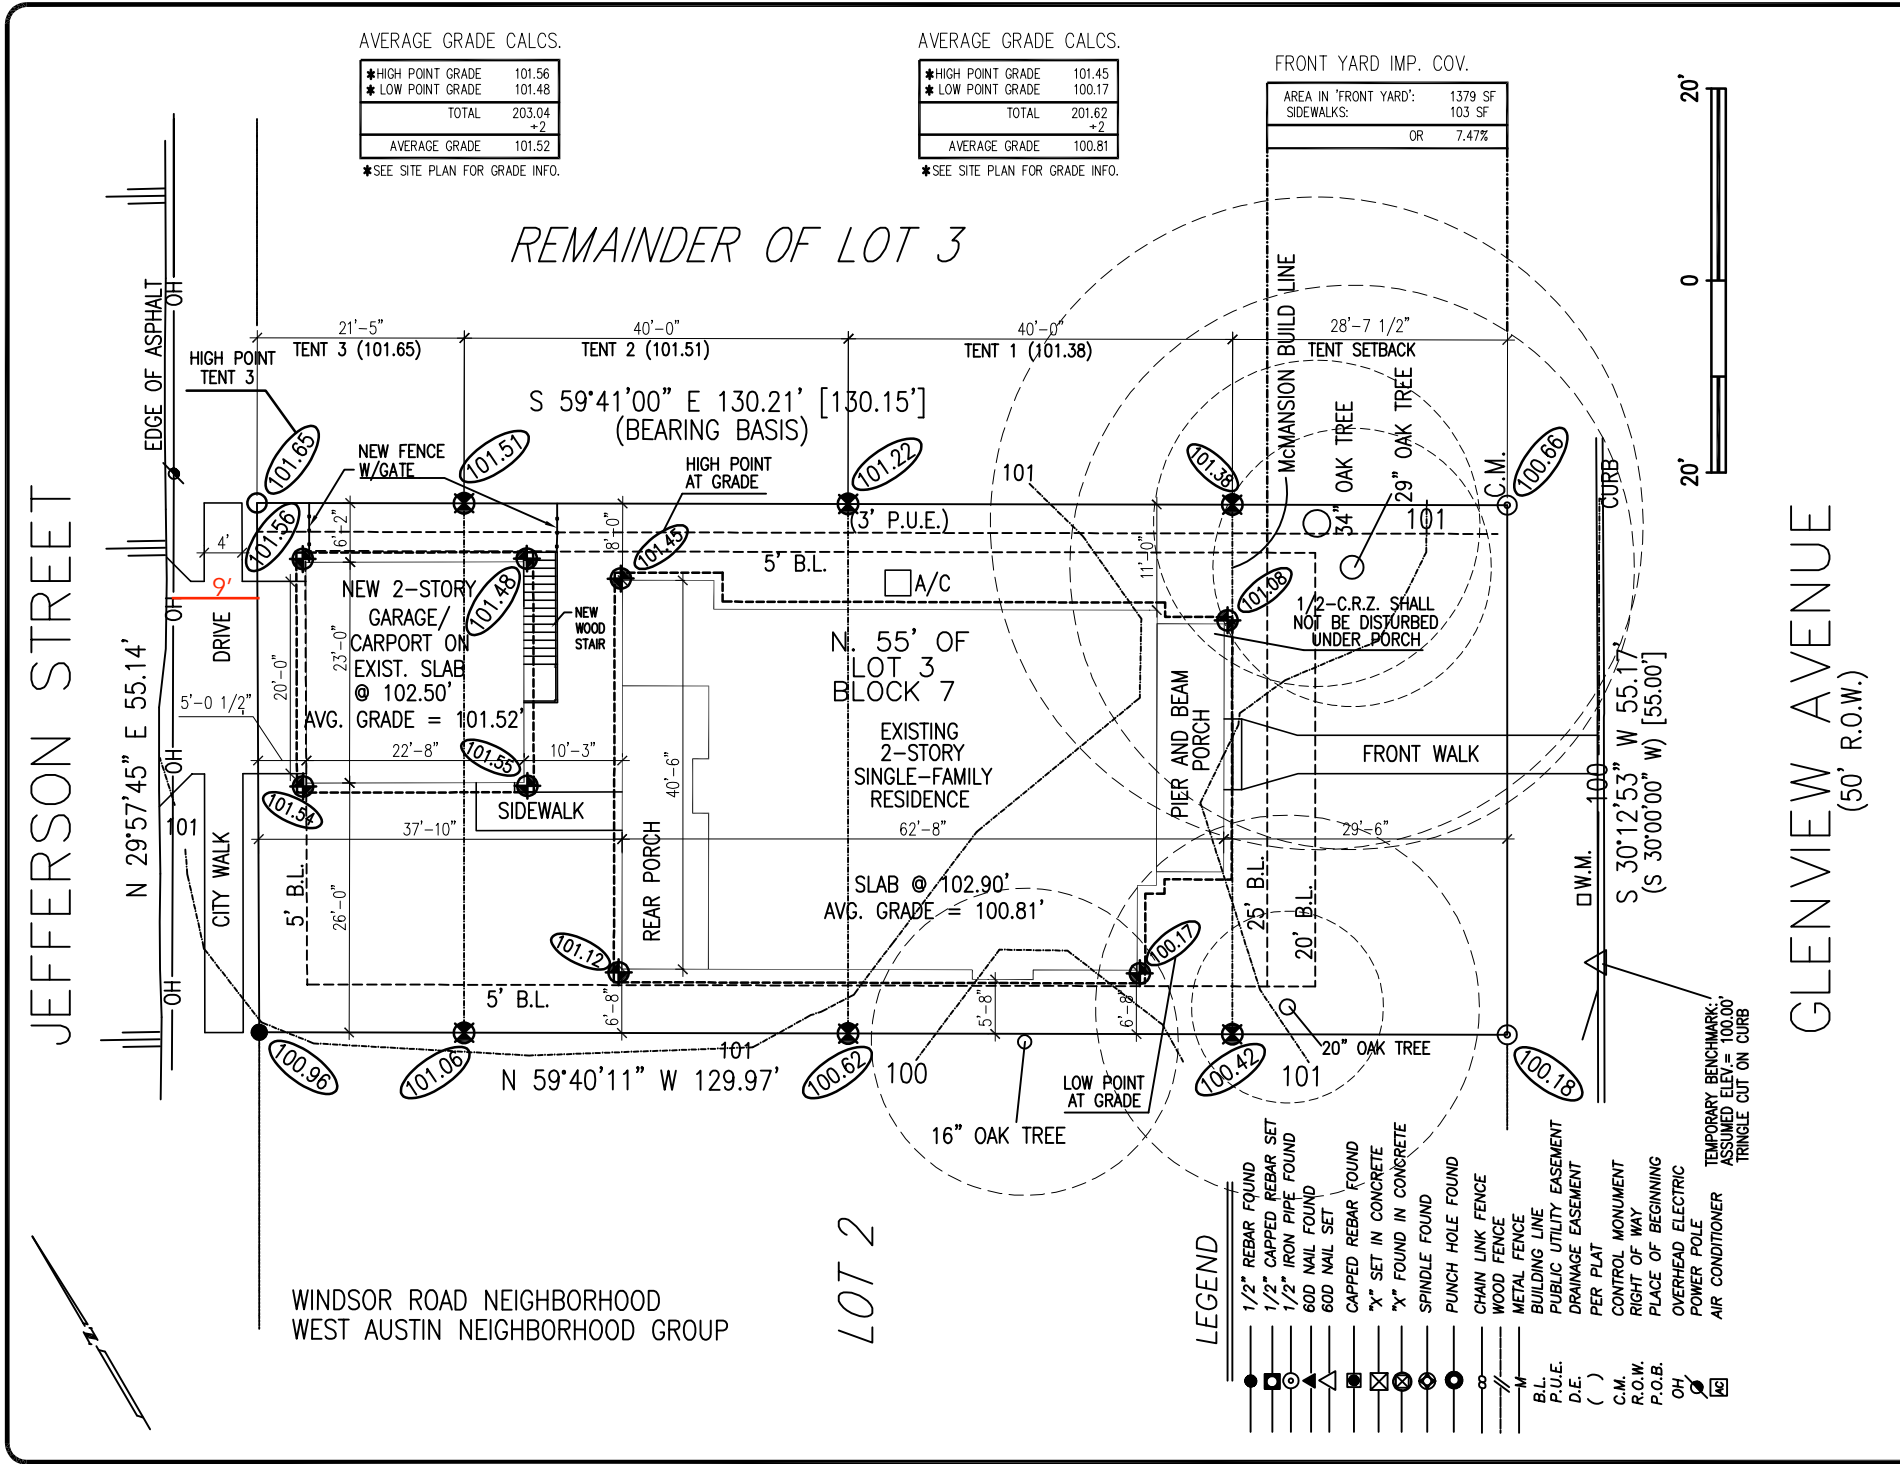 AVERAGE GRADE CALCS.
✱HIGH POINT GRADE 101.56
✱ LOW POINT GRADE 101.48
TOTAL 203.04
÷2
AVERAGE GRADE 101.52
✱SEE SITE PLAN FOR GRADE INFO.
AVERAGE GRADE CALCS.
✱HIGH POINT GRADE 101.45
✱ LOW POINT GRADE 100.17
TOTAL 201.62
÷2
AVERAGE GRADE 100.81
✱SEE SITE PLAN FOR GRADE INFO.
FRONT YARD IMP. COV.
AREA IN 'FRONT YARD': 1379 SF
SIDEWALKS: 103 SF
OR 7.47%
20'
0
20'
REMAINDER OF LOT 3
EDGE OF ASPHALT
OH
OH
OH
OH
21'-5"
40'-0"
40'-0"
28'-7 1/2"
TENT 3 (101.65)
TENT 2 (101.51)
TENT 1 (101.38)
TENT SETBACK
HIGH POINT
TENT 3
S 59°41'00" E 130.21' [130.15']
(BEARING BASIS)
McMANSION BUILD LINE
34" OAK TREE
29" OAK TREE
C.M.
CURB
101.65
101.51
101.22
101.38
100.66
NEW FENCE
W/GATE
HIGH POINT
AT GRADE
101
101
101.56
6'-2"
8'-0"
101.45
(3' P.U.E.)
11'-0"
4'
9'
5' B.L.
A/C
101.08
NEW 2-STORY
GARAGE/
CARPORT ON
EXIST. SLAB
@ 102.50'
AVG. GRADE = 101.52'
101.48
NEW
WOOD
STAIR
1/2-C.R.Z. SHALL
NOT BE DISTURBED
UNDER PORCH
N. 55' OF
LOT 3
BLOCK 7
DRIVE
20'-0"
23'-0"
5'-0 1/2"
22'-8"
101.55
10'-3"
EXISTING
2-STORY
SINGLE-FAMILY
RESIDENCE
PIER AND BEAM
PORCH
FRONT WALK
40'-6"
101.54
SIDEWALK
101
37'-10"
62'-8"
29'-6"
100
JEFFERSON STREET
N 29°57'45" E 55.14'
CITY WALK
5' B.L.
26'-0"
REAR PORCH
SLAB @ 102.90'
AVG. GRADE = 100.81'
25' B.L.
20' B.L.
W.M.
S 30°12'53" W 55.17'
(S 30°00'00" W) [55.00']
GLENVIEW AVENUE
(50' R.O.W.)
101.12
100.17
5' B.L.
6'-8"
5'-8"
6'-8"
100.96
101.06
101
100.62
100
100.42
101
100.18
N 59°40'11" W 129.97'
LOW POINT
AT GRADE
20" OAK TREE
16" OAK TREE
TEMPORARY BENCHMARK:
ASSUMED ELEV.= 100.00'
TRINGLE CUT ON CURB
LOT 2
WINDSOR ROAD NEIGHBORHOOD
WEST AUSTIN NEIGHBORHOOD GROUP
N
LEGEND
1/2" REBAR FOUND
1/2" CAPPED REBAR SET
1/2" IRON PIPE FOUND
60D NAIL FOUND
60D NAIL SET
CAPPED REBAR FOUND
"X" SET IN CONCRETE
"X" FOUND IN CONCRETE
SPINDLE FOUND
PUNCH HOLE FOUND
CHAIN LINK FENCE
WOOD FENCE
M METAL FENCE
B.L. BUILDING LINE
P.U.E. PUBLIC UTILITY EASEMENT
D.E. DRAINAGE EASEMENT
( ) PER PLAT
C.M. CONTROL MONUMENT
R.O.W. RIGHT OF WAY
P.O.B. PLACE OF BEGINNING
OH OVERHEAD ELECTRIC
POWER POLE
AC AIR CONDITIONER